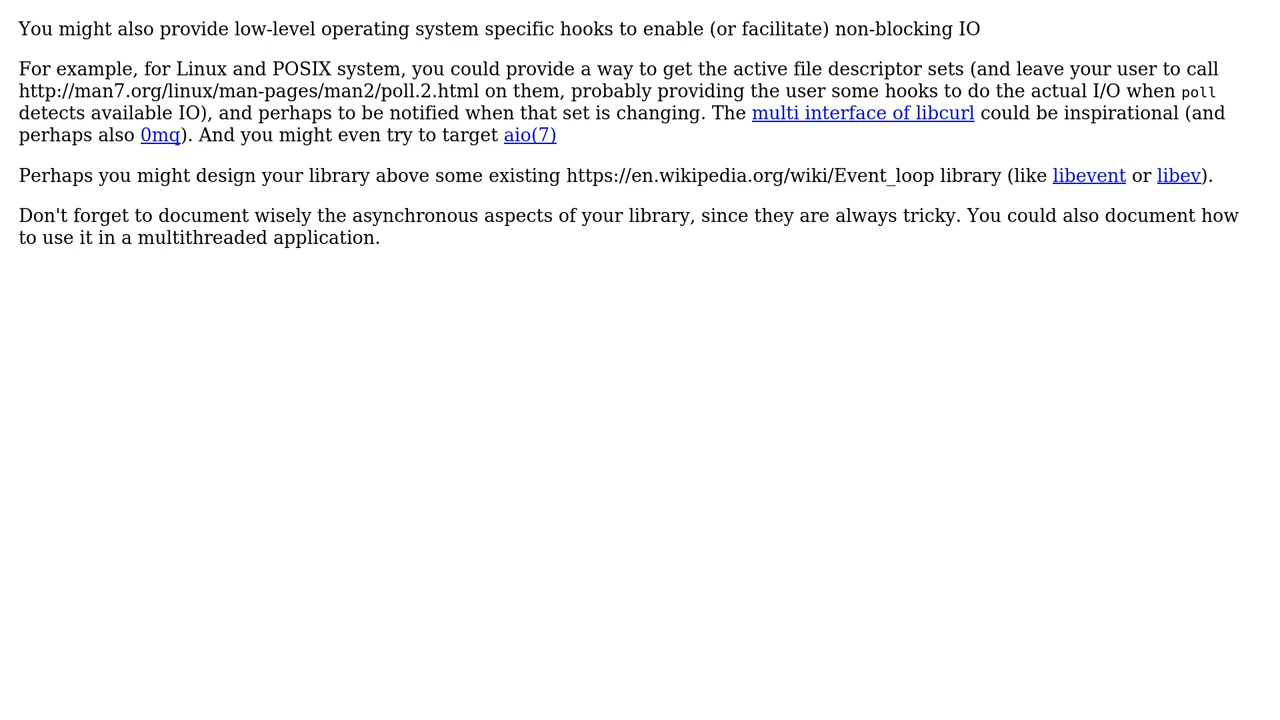 You might also provide low-level operating system specific hooks to enable (or facilitate) non-blocking IO
For example, for Linux and POSIX system, you could provide a way to get the active file descriptor sets (and leave your user to call
http://man7.org/linux/man-pages/man2/poll.2.html on them, probably providing the user some hooks to do the actual I/O when poll
detects available IO), and perhaps to be notified when that set is changing. The multi interface of libcurl could be inspirational (and
perhaps also 0mq). And you might even try to target aio(7)
Perhaps you might design your library above some existing https://en.wikipedia.org/wiki/Event_loop library (like libevent or libev).
Don't forget to document wisely the asynchronous aspects of your library, since they are always tricky. You could also document how
to use it in a multithreaded application.